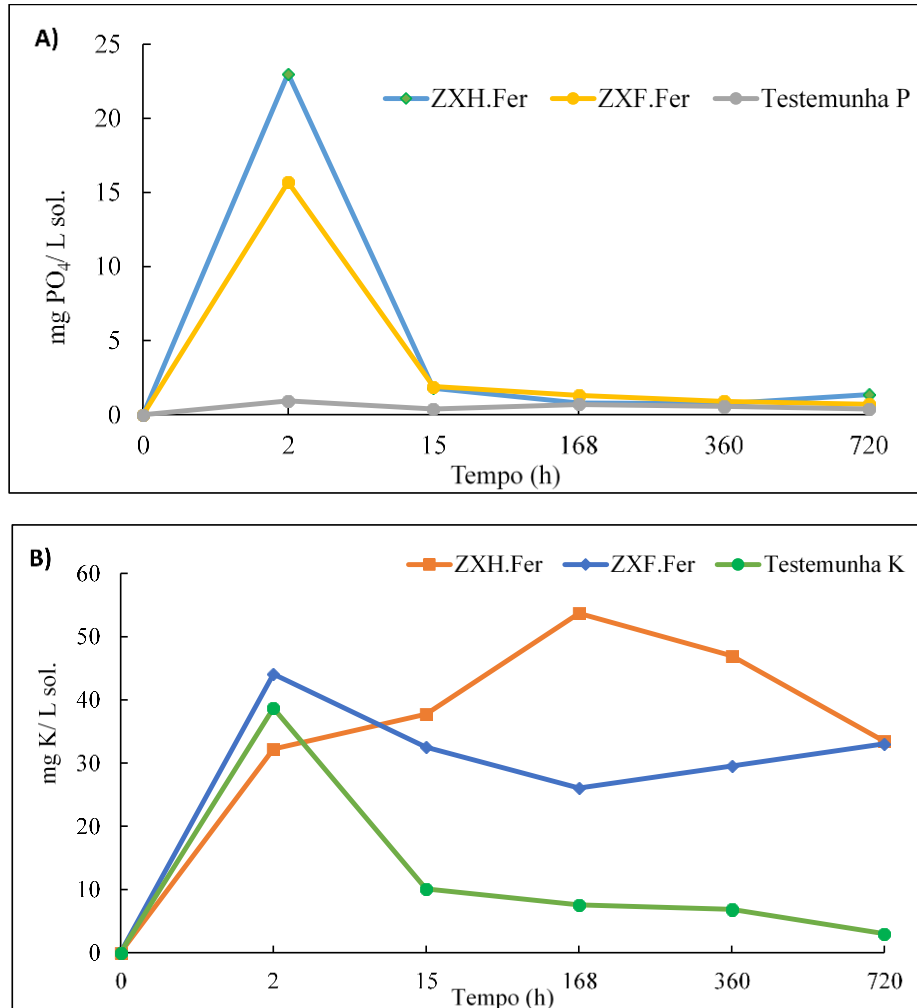 A)
25
20
15
10
5
0
mg PO₄/ L sol.
ZXH.Fer ZXF.Fer Testemunha P
0 2 15 168 360 720
Tempo (h)
B)
60
50
40
30
20
10
0
mg K/ L sol.
ZXH.Fer ZXF.Fer Testemunha K
0 2 15 168 360 720
Tempo (h)